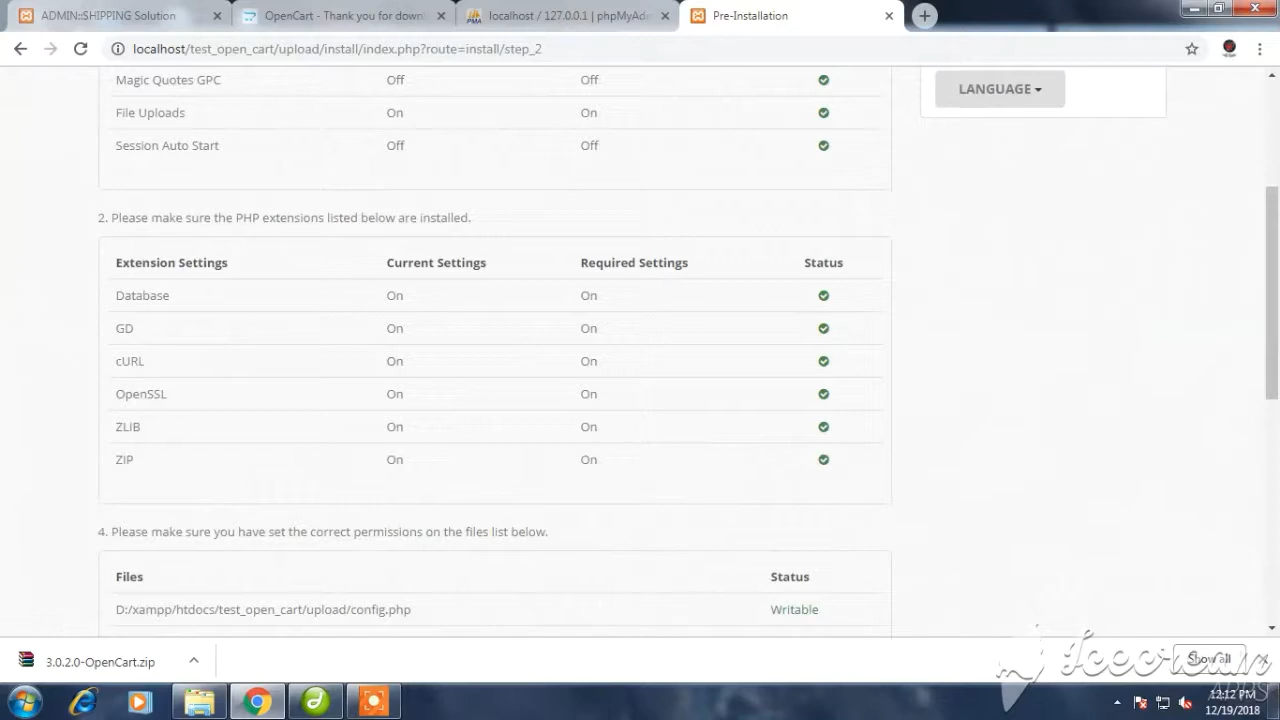 ADMIN::SHIPPING Solution
OpenCart - Thank you for down
localhost / 127.0.0.1 | phpMyAd
Pre-Installation
localhost/test_open_cart/upload/install/index.php?route=install/step_2
Magic Quotes GPC Off Off
LANGUAGE
File Uploads On On
Session Auto Start Off Off
2. Please make sure the PHP extensions listed below are installed.
Extension Settings Current Settings Required Settings Status
Database On On
GD On On
cURL On On
OpenSSL On On
ZLIB On On
ZIP On On
4. Please make sure you have set the correct permissions on the files list below.
Files Status
D:/xampp/htdocs/test_open_cart/upload/config.php Writable
3.0.2.0-OpenCart.zip
Show all
Icecream
APPS
12:12 PM
12/19/2018